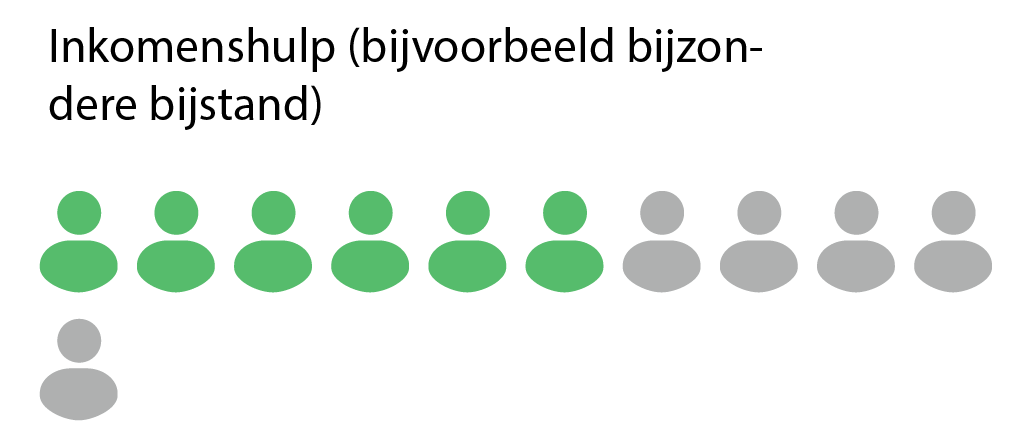 Inkomenshulp (bijvoorbeeld bijzon-
dere bijstand)